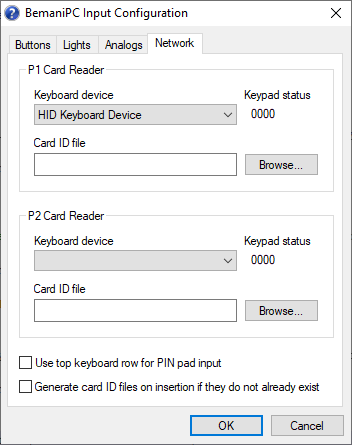 BemaniPC Input Configuration
Buttons Lights Analogs Network
P1 Card Reader
Keyboard device Keypad status
HID Keyboard Device 0000
Card ID file
Browse...
P2 Card Reader
Keyboard device Keypad status
0000
Card ID file
Browse...
Use top keyboard row for PIN pad input
Generate card ID files on insertion if they do not already exist
OK Cancel